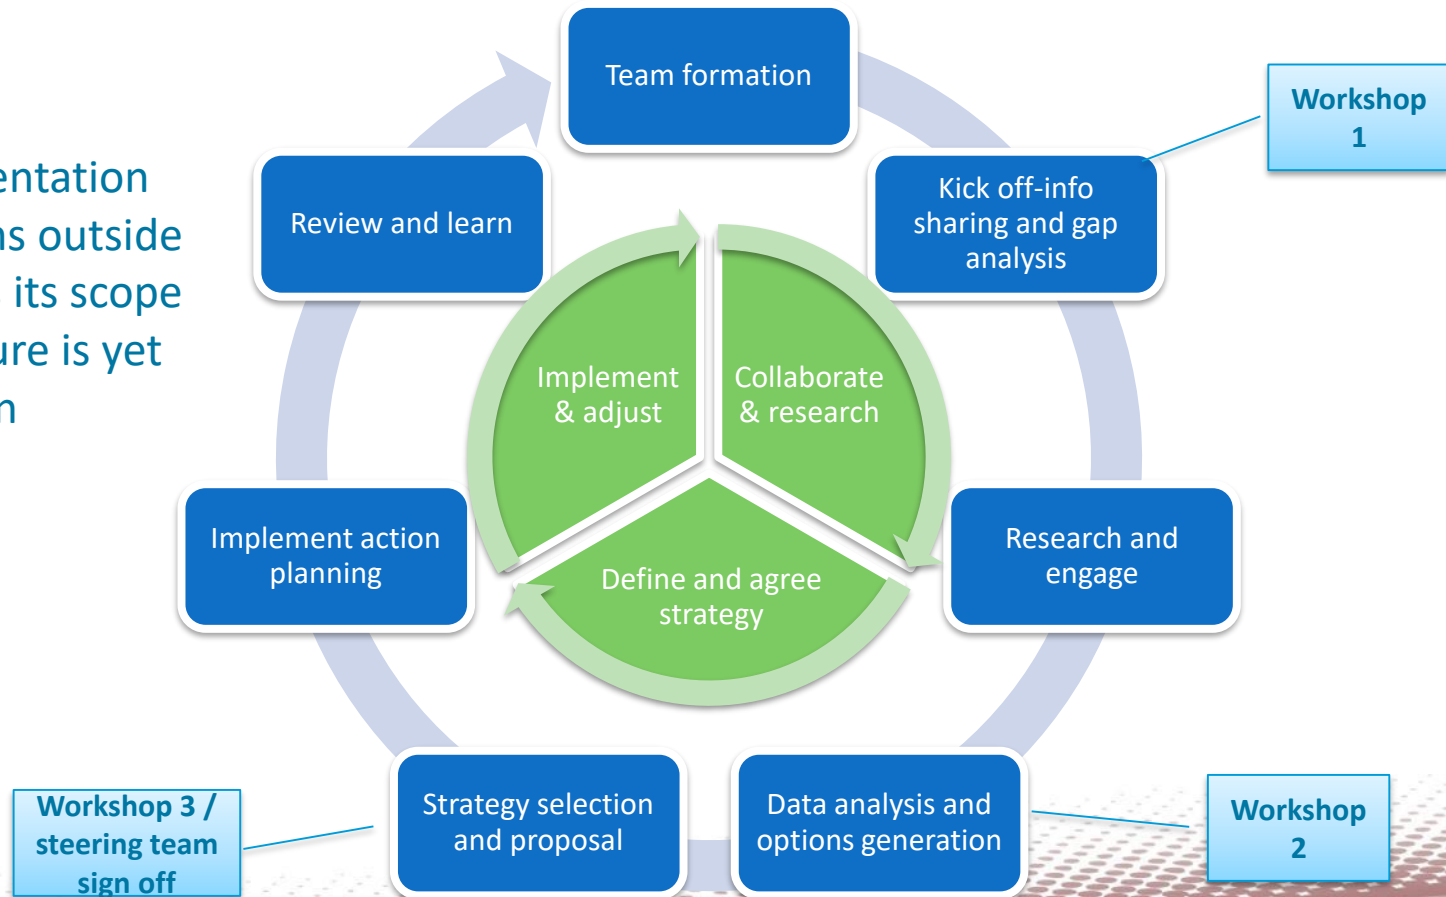 Team formation
Workshop
1
Kick off-info
sharing and gap
analysis
Research and
engage
Data analysis and
options generation
Workshop
2
Strategy selection
and proposal
Workshop 3 /
steering team
sign off
Implement action
planning
Review and learn
Collaborate
& research
Define and agree
strategy
Implement
& adjust
entation
ns outside
its scope
ure is yet
n